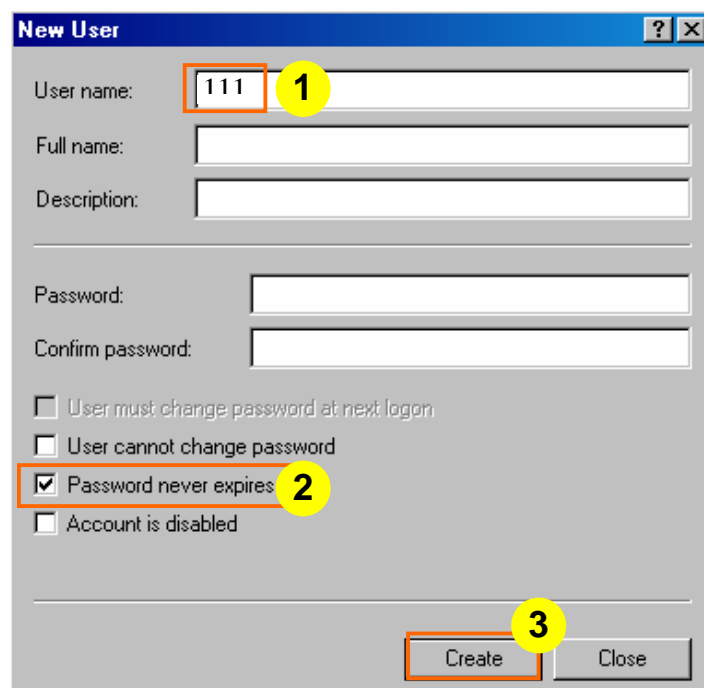 New User
User name: 111 1
Full name:
Description:
Password:
Confirm password:
User must change password at next logon
User cannot change password
Password never expires 2
Account is disabled
3
Create Close